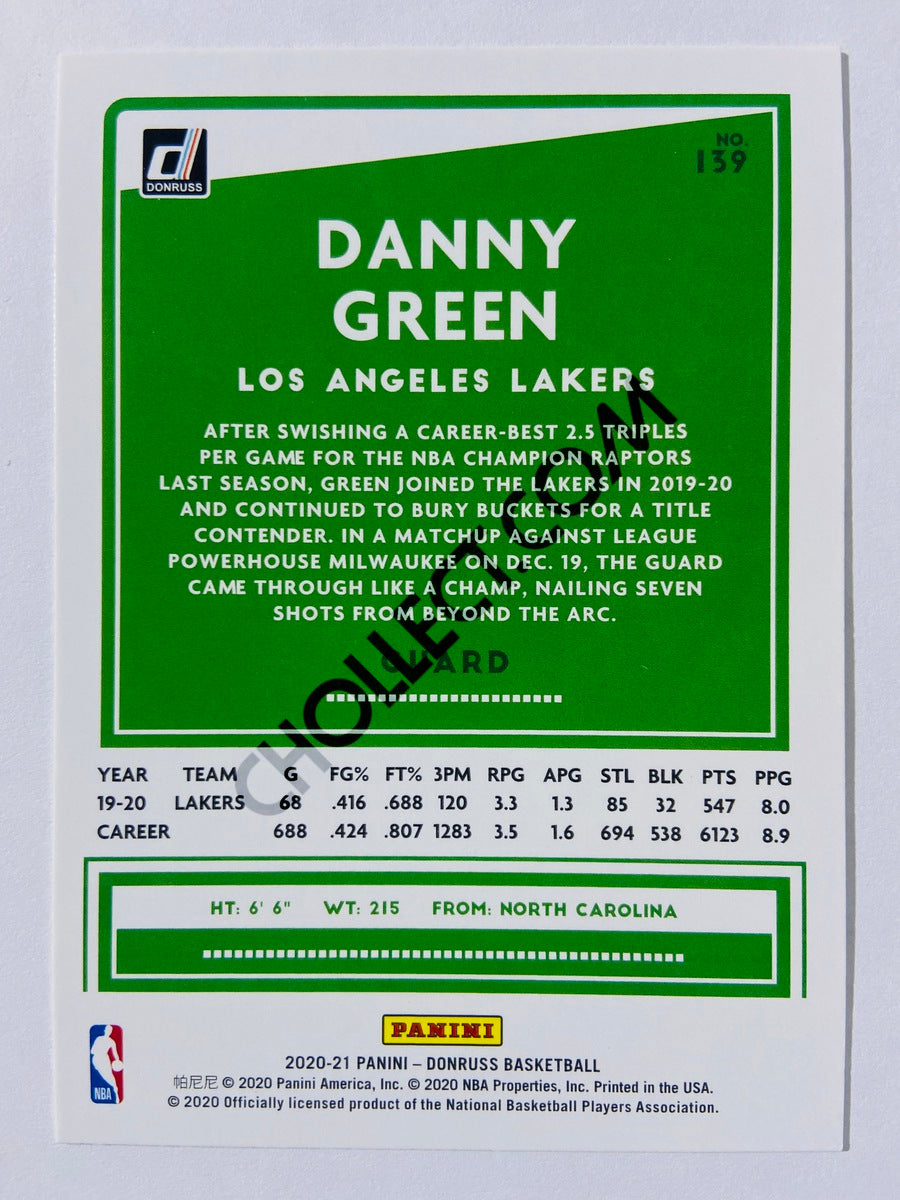 DONRUSS
NO.
139
DANNY
GREEN
LOS ANGELES LAKERS
AFTER SWISHING A CAREER-BEST 2.5 TRIPLES
PER GAME FOR THE NBA CHAMPION RAPTORS
LAST SEASON, GREEN JOINED THE LAKERS IN 2019-20
AND CONTINUED TO BURY BUCKETS FOR A TITLE
CONTENDER. IN A MATCHUP AGAINST LEAGUE
POWERHOUSE MILWAUKEE ON DEC. 19, THE GUARD
CAME THROUGH LIKE A CHAMP, NAILING SEVEN
SHOTS FROM BEYOND THE ARC.
GUARD
CHOLLECT.COM
YEAR TEAM G FG% FT% 3PM RPG APG STL BLK PTS PPG
19-20 LAKERS 68 .416 .688 120 3.3 1.3 85 32 547 8.0
CAREER 688 .424 .807 1283 3.5 1.6 694 538 6123 8.9
HT: 6' 6" WT: 215 FROM: NORTH CAROLINA
PANINI
NBA
2020-21 PANINI – DONRUSS BASKETBALL
帕尼尼 © 2020 Panini America, Inc. © 2020 NBA Properties, Inc. Printed in the USA.
© 2020 Officially licensed product of the National Basketball Players Association.